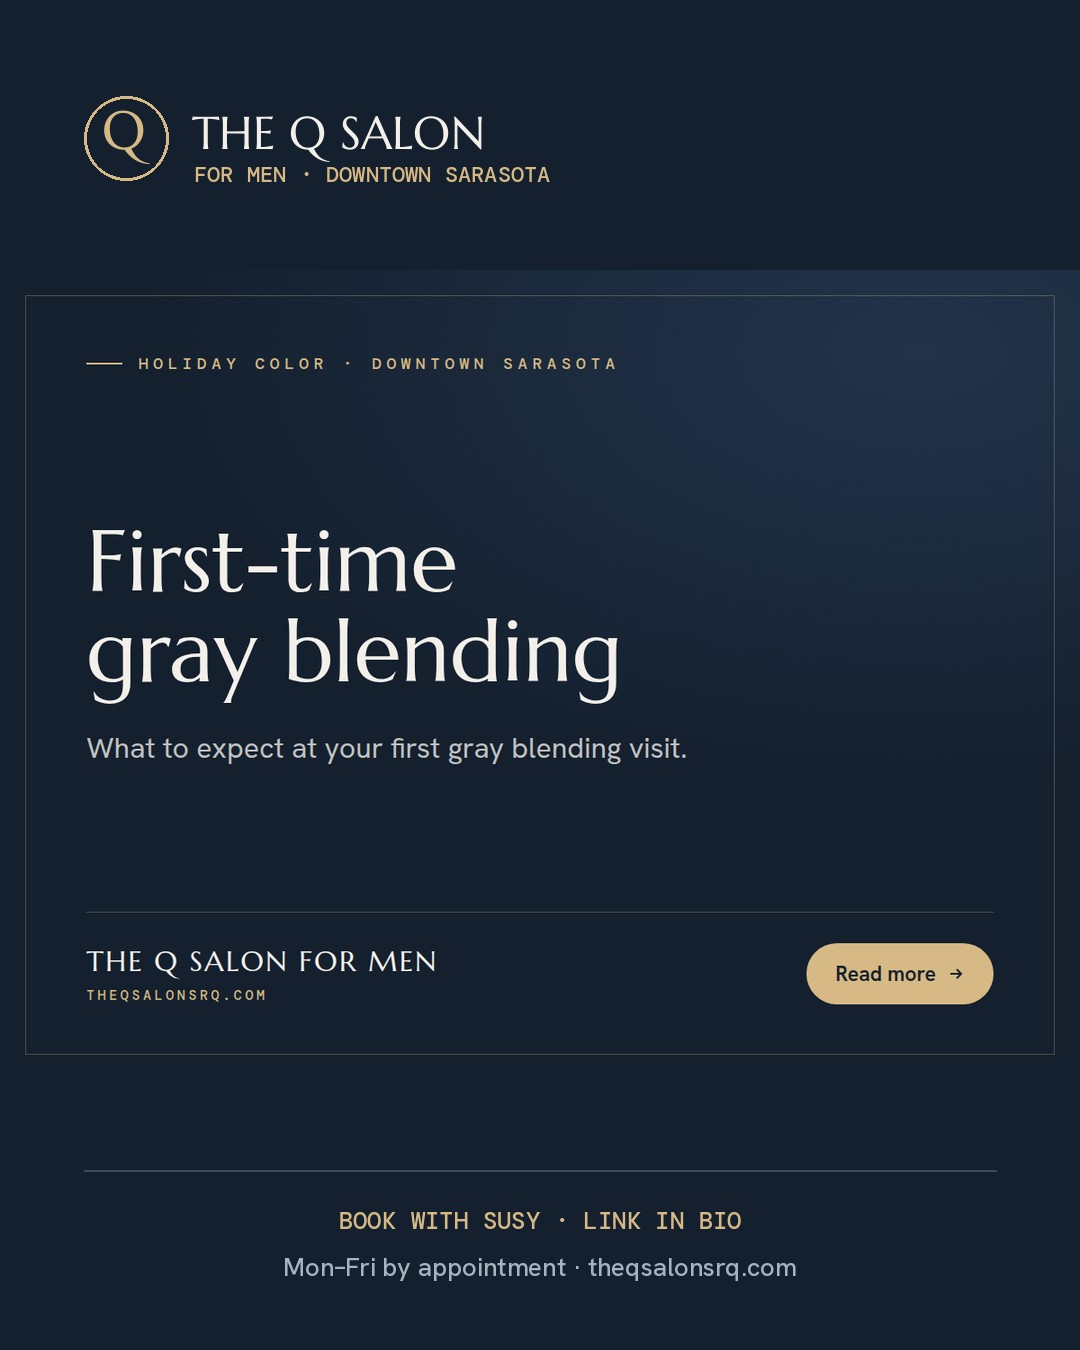 Q
THE Q SALON
FOR MEN · DOWNTOWN SARASOTA
HOLIDAY COLOR · DOWNTOWN SARASOTA
First-time
gray blending
What to expect at your first gray blending visit.
THE Q SALON FOR MEN
THEQSALONSRQ.COM
Read more →
BOOK WITH SUSY · LINK IN BIO
Mon–Fri by appointment · theqsalonsrq.com